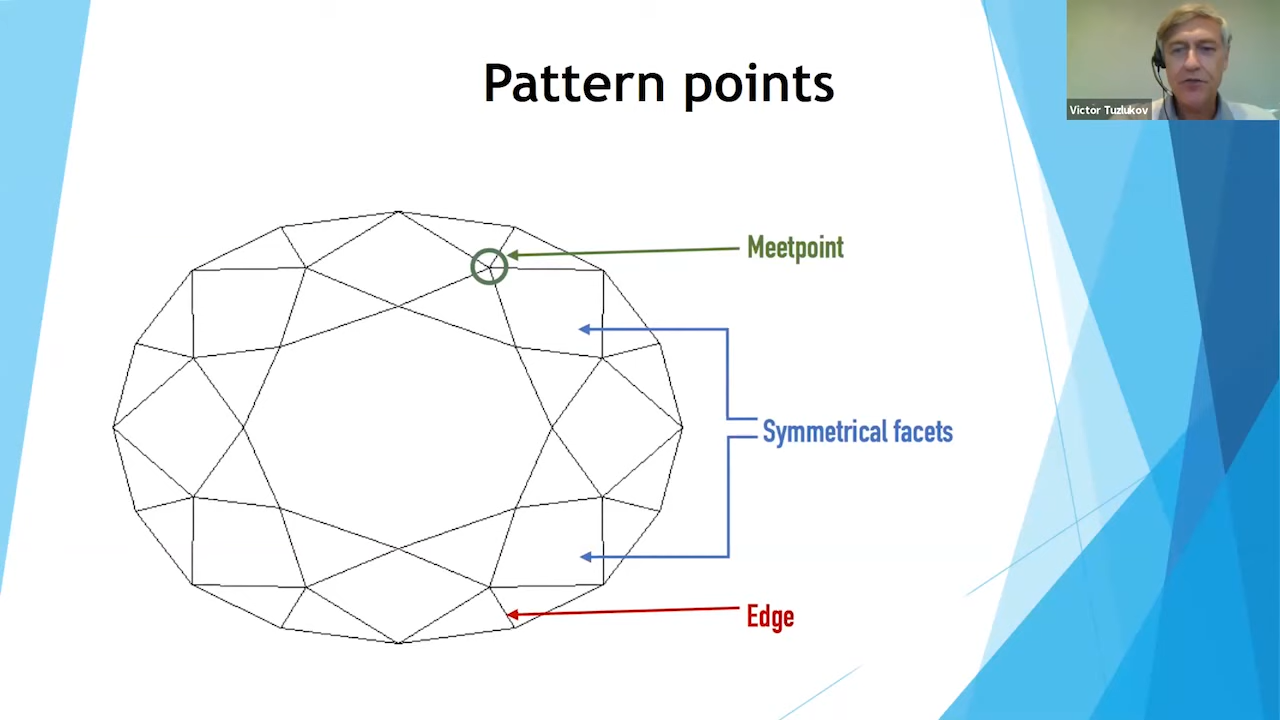 Pattern points
Victor Tuzlukov
Meetpoint
Symmetrical facets
Edge